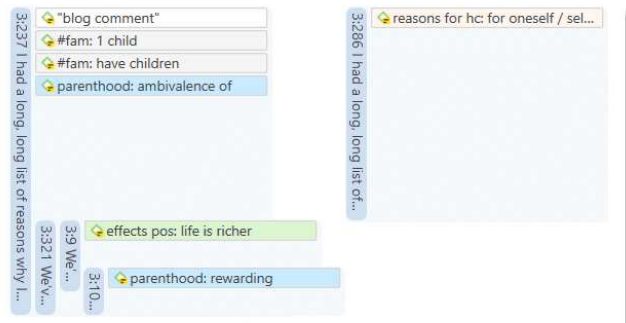 3:237 I had a long, long list of reasons why I...
"blog comment"
#fam: 1 child
#fam: have children
parenthood: ambivalence of
3:321 We'v...
3:9 We'...
effects pos: life is richer
3:10...
parenthood: rewarding
3:286 I had a long, long list of...
reasons for hc: for oneself / sel...